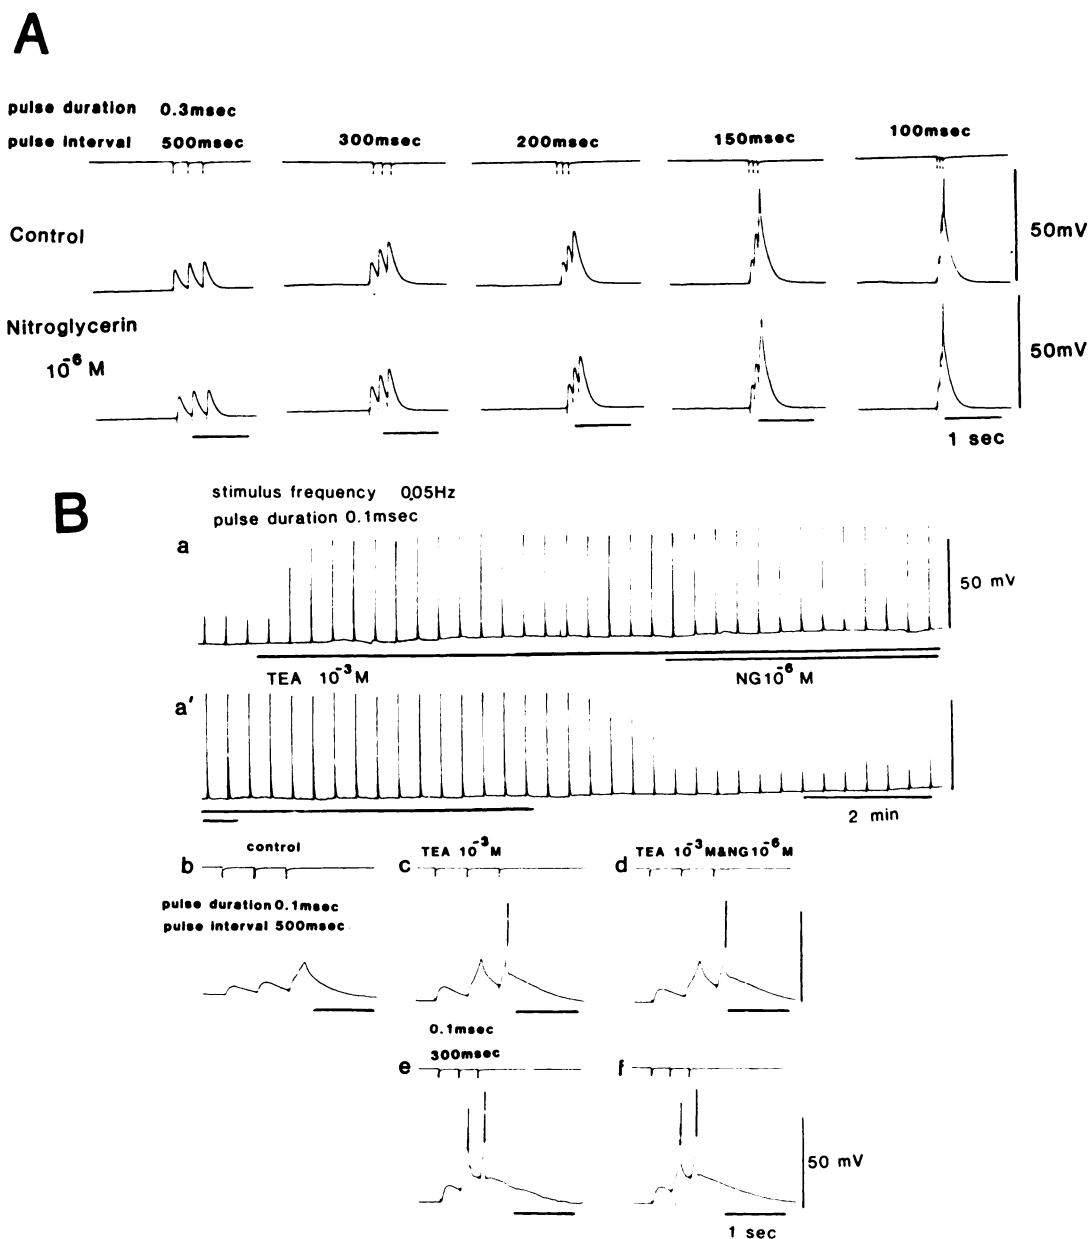 A
pulse duration 0.3msec
pulse interval 500msec 300msec 200msec 150msec 100msec
Control
50mV
Nitroglycerin
10⁻⁶ M
50mV
1 sec
B
stimulus frequency 0.05Hz
pulse duration 0.1msec
a
50 mV
TEA 10⁻³M NG10⁻⁶ M
a'
2 min
b control c TEA 10⁻³M d TEA 10⁻³M&NG10⁻⁶M
pulse duration 0.1msec
pulse interval 500msec
0.1msec
300msec
e f
50 mV
1 sec